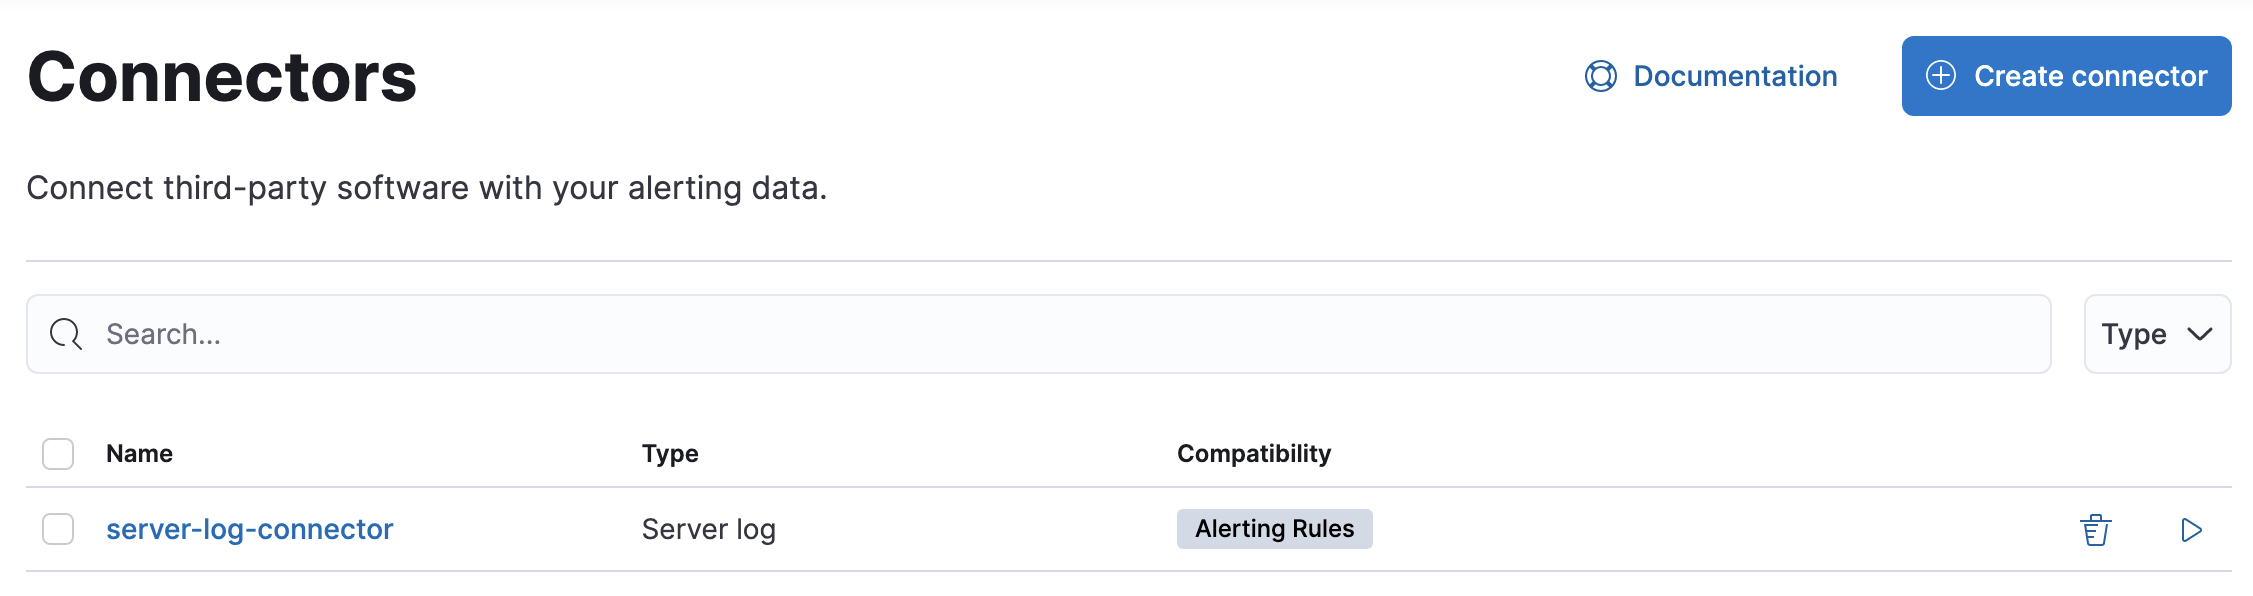 Connectors
Documentation
Create connector
Connect third-party software with your alerting data.
Search...
Type
Name Type Compatibility
server-log-connector Server log Alerting Rules